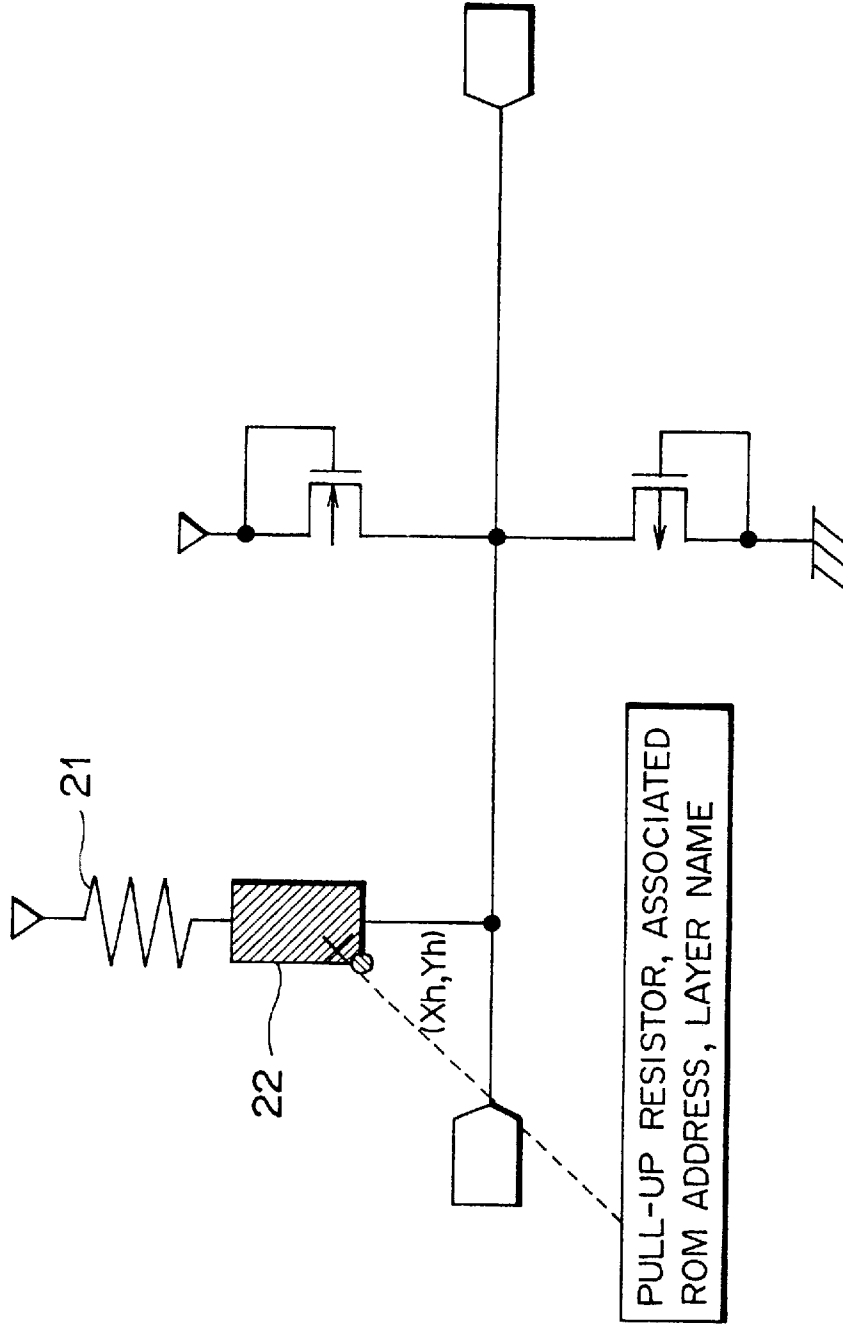 21
22
(Xh,Yh)
PULL-UP RESISTOR, ASSOCIATED
ROM ADDRESS, LAYER NAME